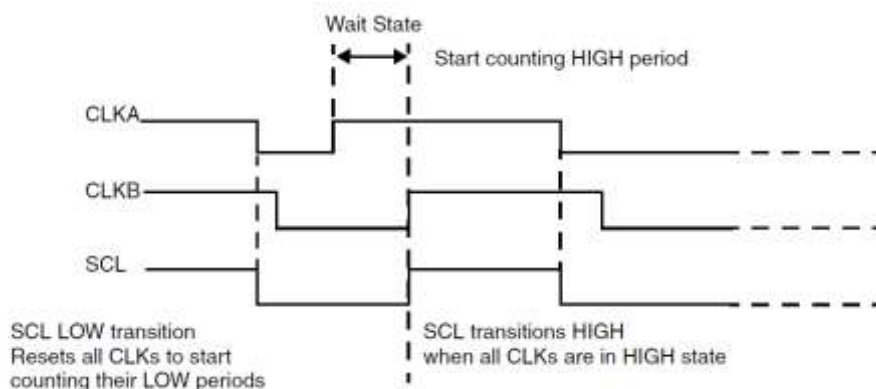 Wait State
Start counting HIGH period
CLKA
CLKB
SCL
SCL LOW transition
Resets all CLKs to start
counting their LOW periods
SCL transitions HIGH
when all CLKs are in HIGH state